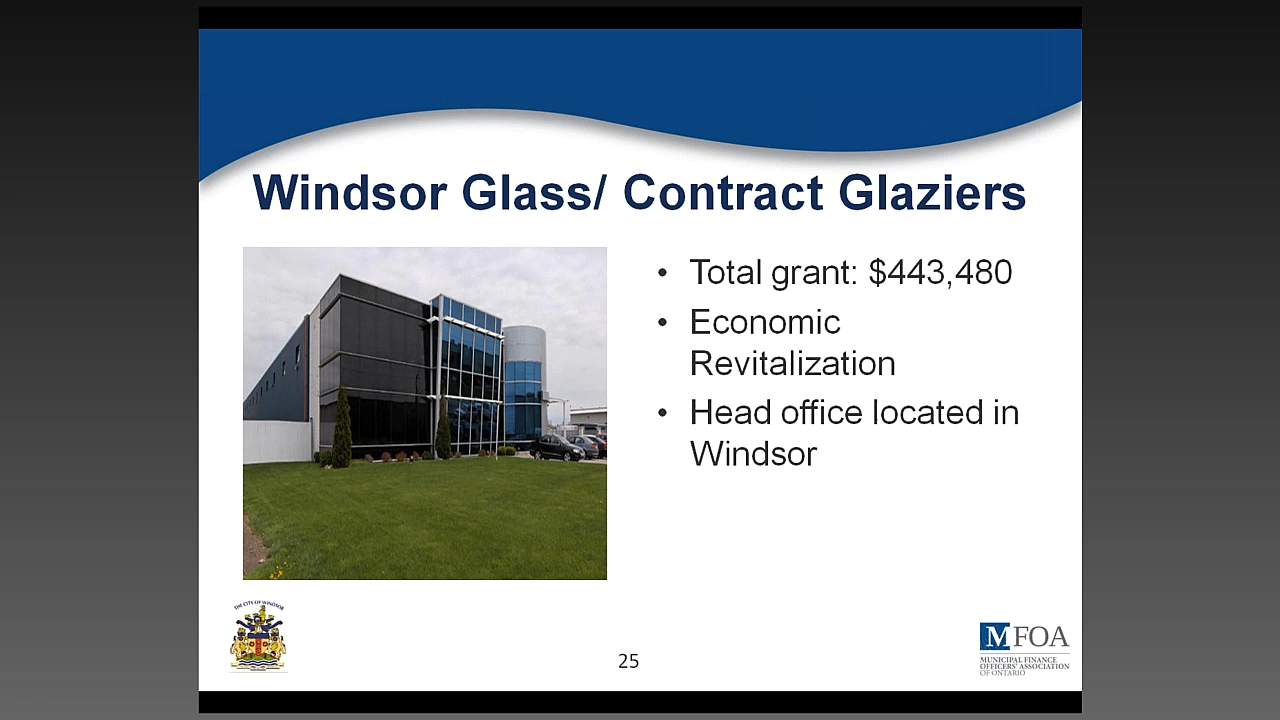 Windsor Glass/ Contract Glaziers
• Total grant: $443,480
• Economic
Revitalization
• Head office located in
Windsor
THE CITY OF WINDSOR
25
MFOA
MUNICIPAL FINANCE
OFFICERS' ASSOCIATION
OF ONTARIO